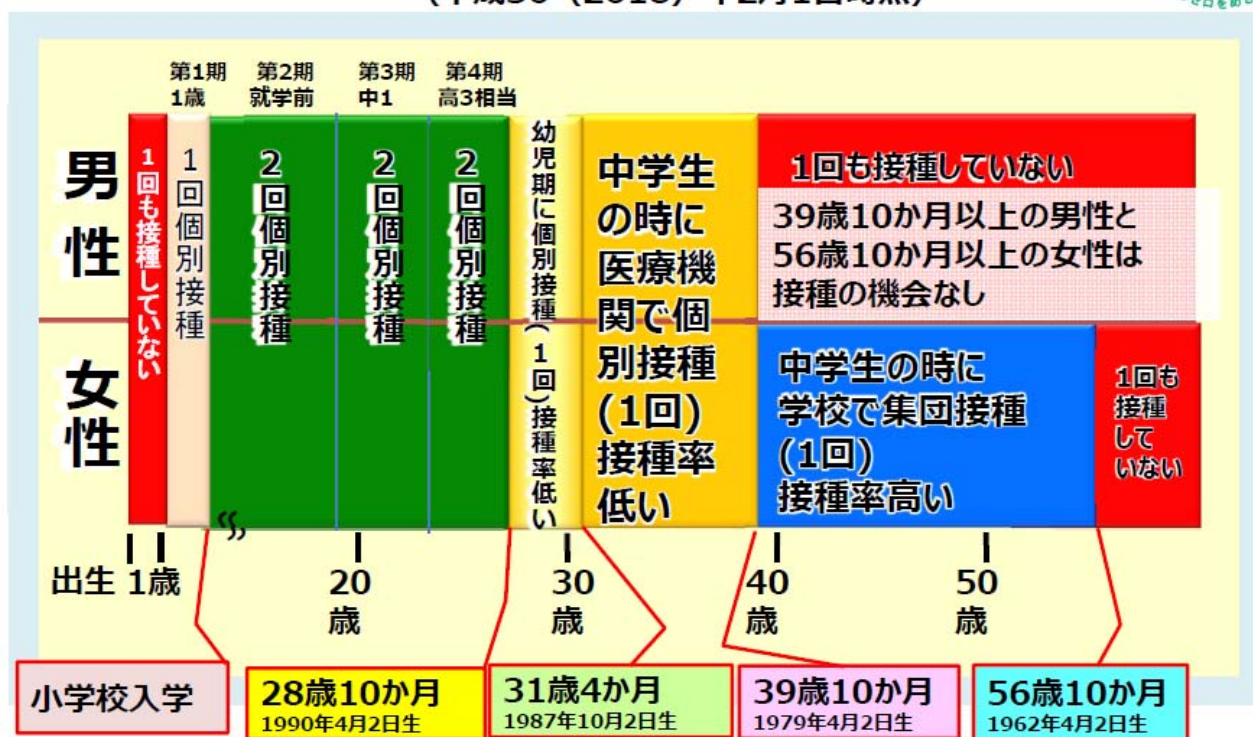 (平成30 (2018) 年2月1日時点)
第1期
1歳
第2期
就学前
第3期
中1
第4期
高3相当
男性
女性
1回も接種していない
1回個別接種
2回個別接種
2回個別接種
2回個別接種
幼児期に個別接種(1回)接種率低い
中学生
の時に
医療機
関で個
別接種
(1回)
接種率
低い
1回も接種していない
39歳10か月以上の男性と
56歳10か月以上の女性は
接種の機会なし
中学生の時に
学校で集団接種
(1回)
接種率高い
1回も
接種
して
いない
出生 1歳
20
歳
30
歳
40
歳
50
歳
小学校入学
28歳10か月
1990年4月2日生
31歳4か月
1987年10月2日生
39歳10か月
1979年4月2日生
56歳10か月
1962年4月2日生